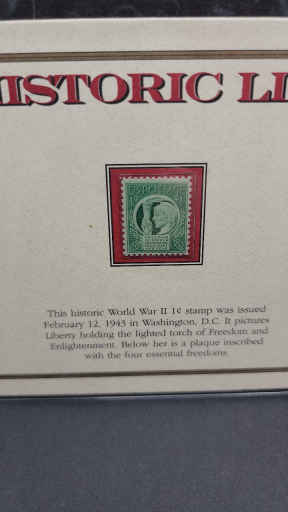 HISTORIC LI
This historic World War II 1¢ stamp was issued
February 12, 1943 in Washington, D.C. It pictures
Liberty holding the lighted torch of Freedom and
Enlightenment. Below her is a plaque inscribed
with the four essential freedoms.